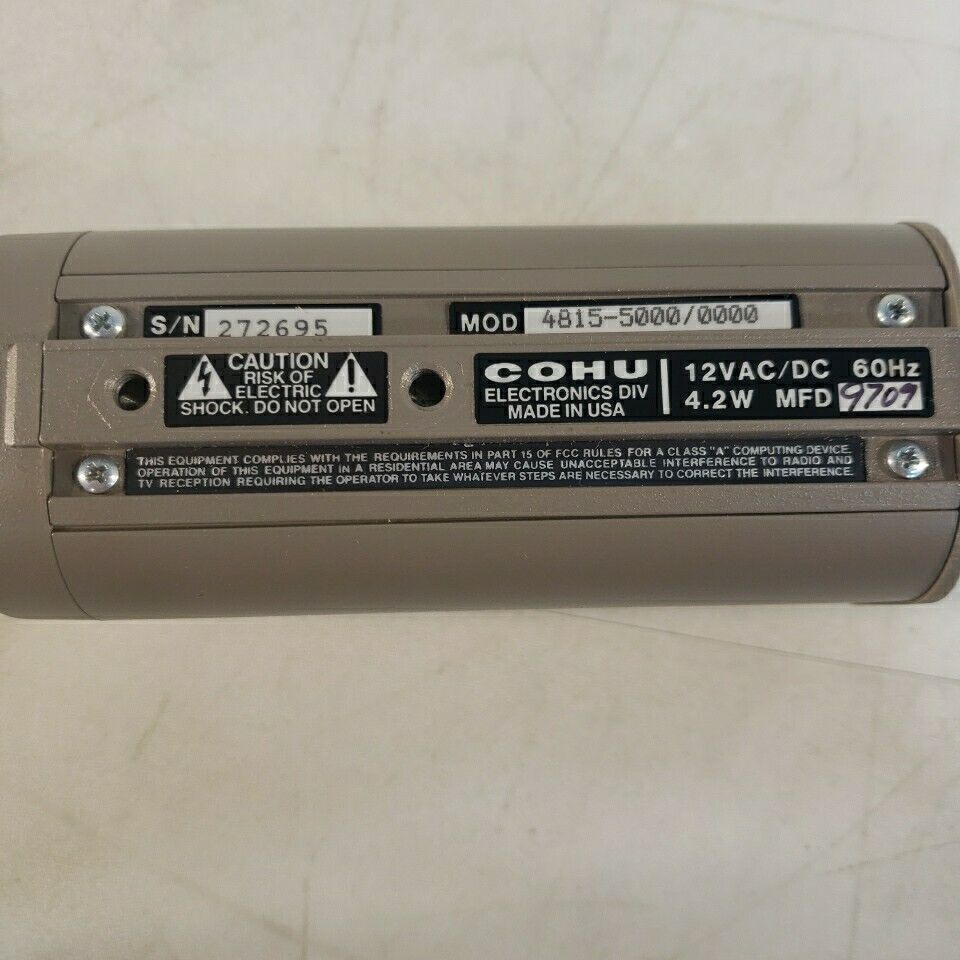 S/N 272695
MOD 4815-5000/0000
CAUTION
RISK OF
ELECTRIC
SHOCK. DO NOT OPEN
COHU
ELECTRONICS DIV
MADE IN USA
12VAC/DC 60Hz
4.2W MFD 9709
THIS EQUIPMENT COMPLIES WITH THE REQUIREMENTS IN PART 15 OF FCC RULES FOR A CLASS "A" COMPUTING DEVICE.
OPERATION OF THIS EQUIPMENT IN A RESIDENTIAL AREA MAY CAUSE UNACCEPTABLE INTERFERENCE TO RADIO AND
TV RECEPTION REQUIRING THE OPERATOR TO TAKE WHATEVER STEPS ARE NECESSARY TO CORRECT THE INTERFERENCE.